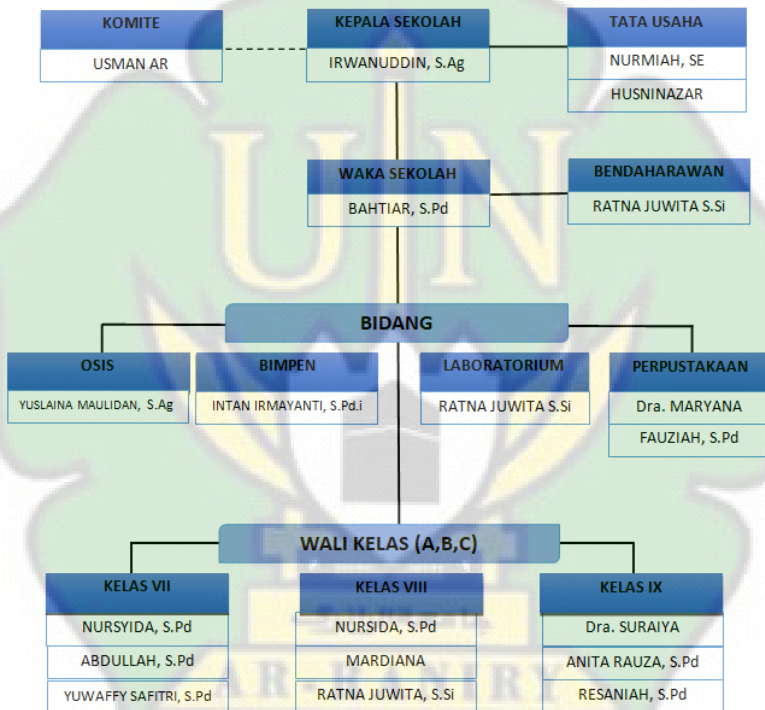 KOMITE
USMAN AR
KEPALA SEKOLAH
IRWANUDDIN, S.Ag
TATA USAHA
NURMIAH, SE
HUSNINAZAR
WAKA SEKOLAH
BAHTIAR, S.Pd
BENDAHARAWAN
RATNA JUWITA S.Si
BIDANG
OSIS
YUSLAINA MAULIDAN, S.Ag
BIMPEN
INTAN IRMAYANTI, S.Pd.i
LABORATORIUM
RATNA JUWITA S.Si
PERPUSTAKAAN
Dra. MARYANA
FAUZIAH, S.Pd
WALI KELAS (A,B,C)
KELAS VII
NURSYIDA, S.Pd
ABDULLAH, S.Pd
YUWAFFY SAFITRI, S.Pd
KELAS VIII
NURSIDA, S.Pd
MARDIANA
RATNA JUWITA, S.Si
KELAS IX
Dra. SURAIYA
ANITA RAUZA, S.Pd
RESANIAH, S.Pd
UIN
AR-RANIRY